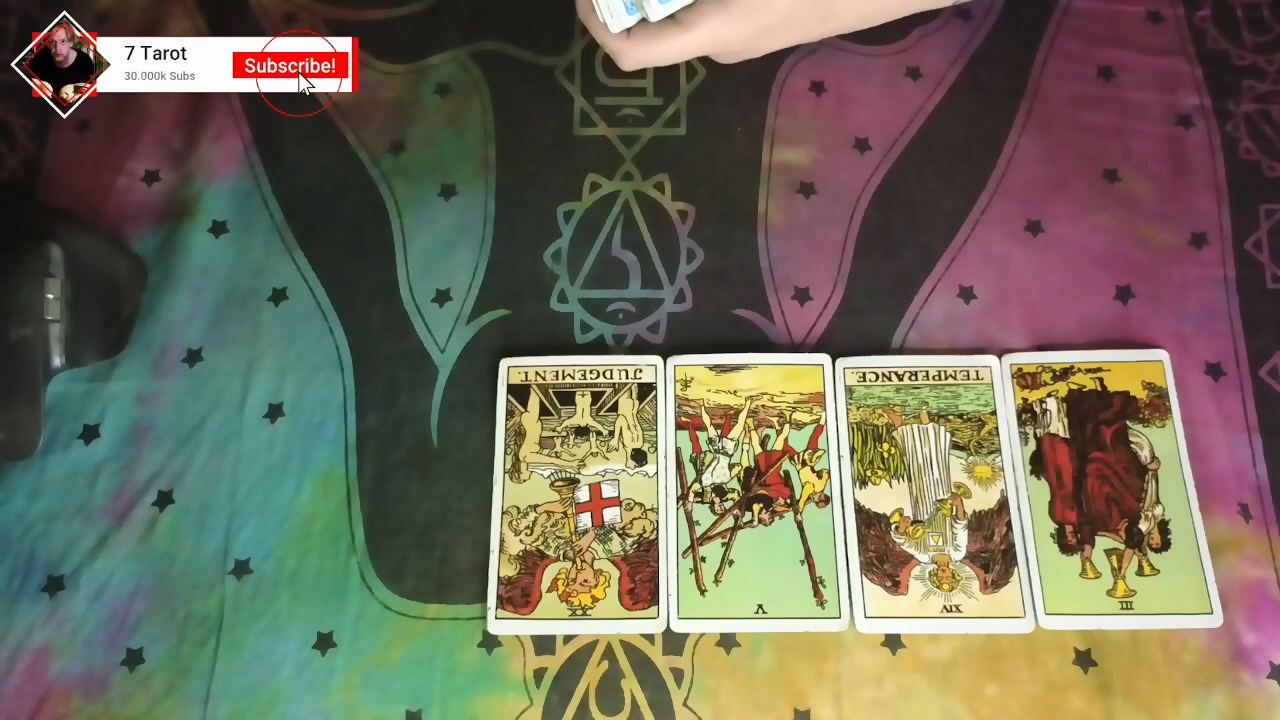 7 Tarot
30.000k Subs
Subscribe!
JUDGEMENT.
TEMPERANCE.
XX
V
XIV
III